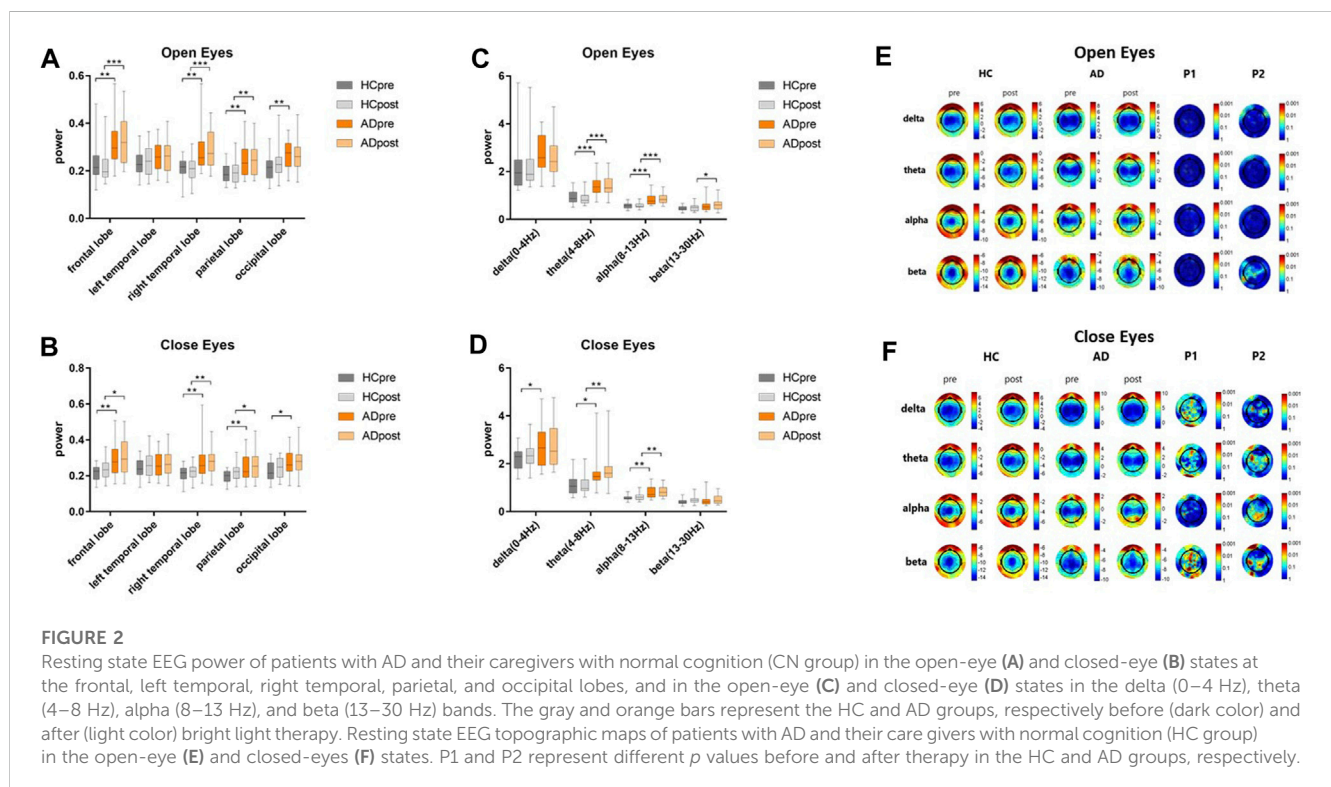 A
Open Eyes
***
**
***
**
**
**
**
0.6
0.4
0.2
0.0
power
frontal lobe
left temporal lobe
right temporal lobe
parietal lobe
occipital lobe
HCpre
HCpost
ADpre
ADpost
C
Open Eyes
6
4
2
0
power
***
***
***
***
*
delta(0-4Hz)
theta(4-8Hz)
alpha(8-13Hz)
beta(13-30Hz)
HCpre
HCpost
ADpre
ADpost
E
Open Eyes
HC
AD
P1
P2
pre
post
pre
post
delta
theta
alpha
beta
B
Close Eyes
0.8
0.6
0.4
0.2
0.0
power
*
**
**
**
*
**
*
frontal lobe
left temporal lobe
right temporal lobe
parietal lobe
occipital lobe
HCpre
HCpost
ADpre
ADpost
D
Close Eyes
6
4
2
0
power
*
**
*
**
**
delta(0-4Hz)
theta(4-8Hz)
alpha(8-13Hz)
beta(13-30Hz)
HCpre
HCpost
ADpre
ADpost
F
Close Eyes
HC
AD
P1
P2
pre
post
pre
post
delta
theta
alpha
beta
FIGURE 2
Resting state EEG power of patients with AD and their caregivers with normal cognition (CN group) in the open-eye (A) and closed-eye (B) states at
the frontal, left temporal, right temporal, parietal, and occipital lobes, and in the open-eye (C) and closed-eye (D) states in the delta (0–4 Hz), theta
(4–8 Hz), alpha (8–13 Hz), and beta (13–30 Hz) bands. The gray and orange bars represent the HC and AD groups, respectively before (dark color) and
after (light color) bright light therapy. Resting state EEG topographic maps of patients with AD and their care givers with normal cognition (HC group)
in the open-eye (E) and closed-eyes (F) states. P1 and P2 represent different p values before and after therapy in the HC and AD groups, respectively.